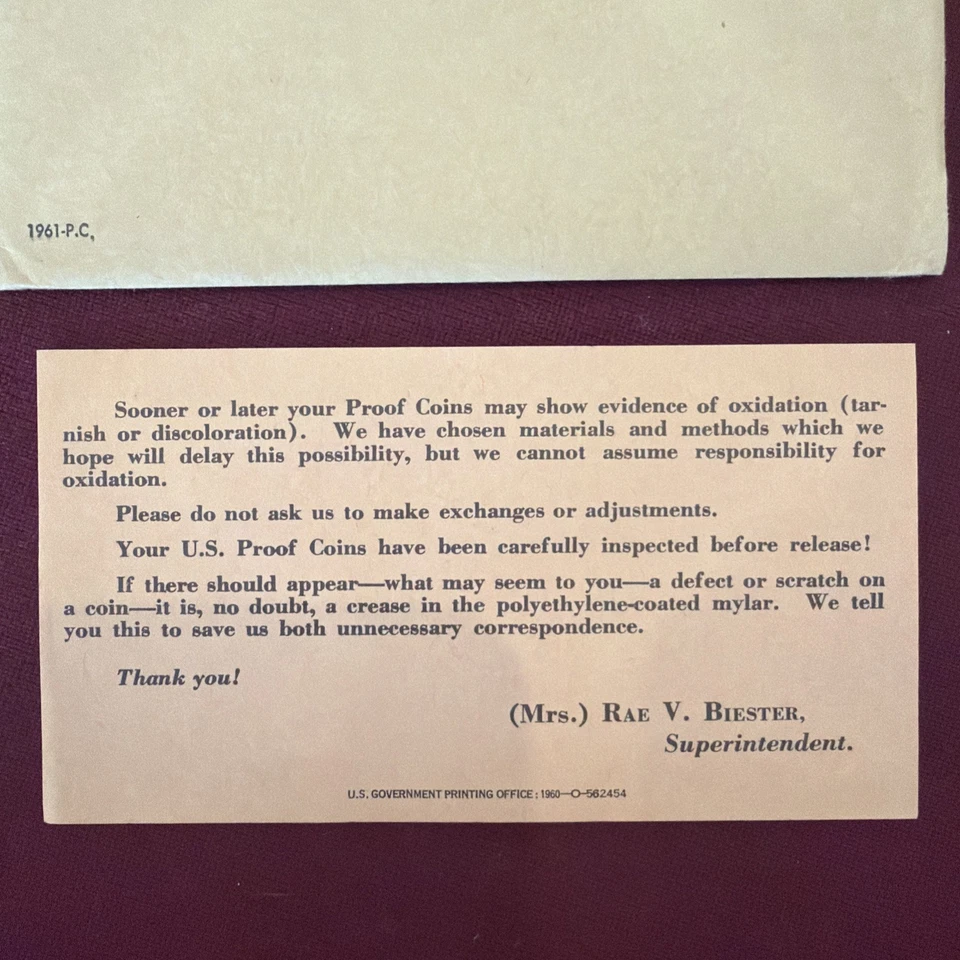 1961-P.C.
Sooner or later your Proof Coins may show evidence of oxidation (tar-
nish or discoloration). We have chosen materials and methods which we
hope will delay this possibility, but we cannot assume responsibility for
oxidation.
Please do not ask us to make exchanges or adjustments.
Your U.S. Proof Coins have been carefully inspected before release!
If there should appear—what may seem to you—a defect or scratch on
a coin—it is, no doubt, a crease in the polyethylene-coated mylar. We tell
you this to save us both unnecessary correspondence.
Thank you!
(Mrs.) RAE V. BIESTER,
Superintendent.
U.S. GOVERNMENT PRINTING OFFICE : 1960—O-562454